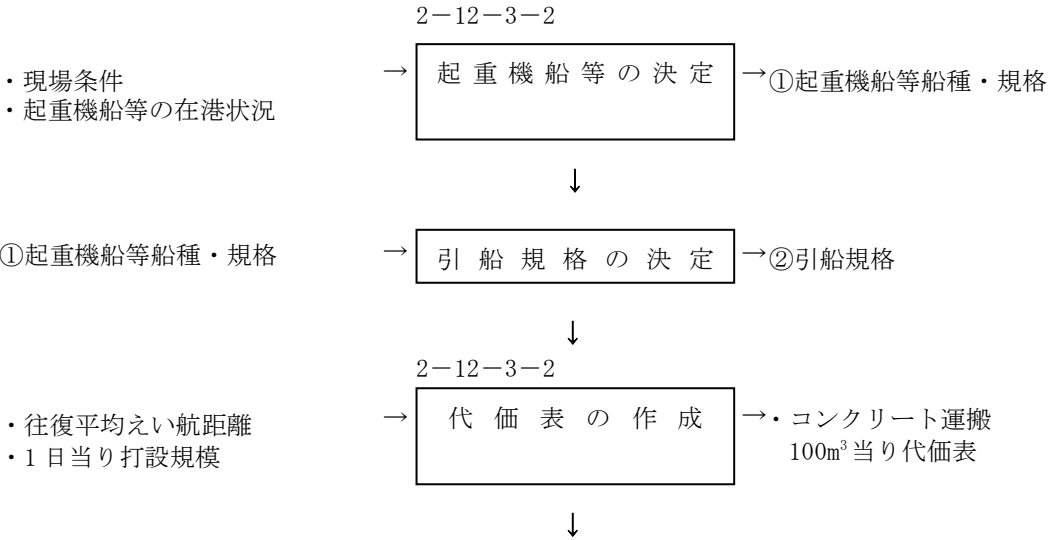 2－12－3－2
・現場条件
・起重機船等の在港状況
→
起重機船等の決定
→①起重機船等船種・規格
↓
①起重機船等船種・規格
→
引船規格の決定
→②引船規格
↓
2－12－3－2
・往復平均えい航距離
・1日当り打設規模
→
代価表の作成
→・コンクリート運搬
100m³当り代価表
↓